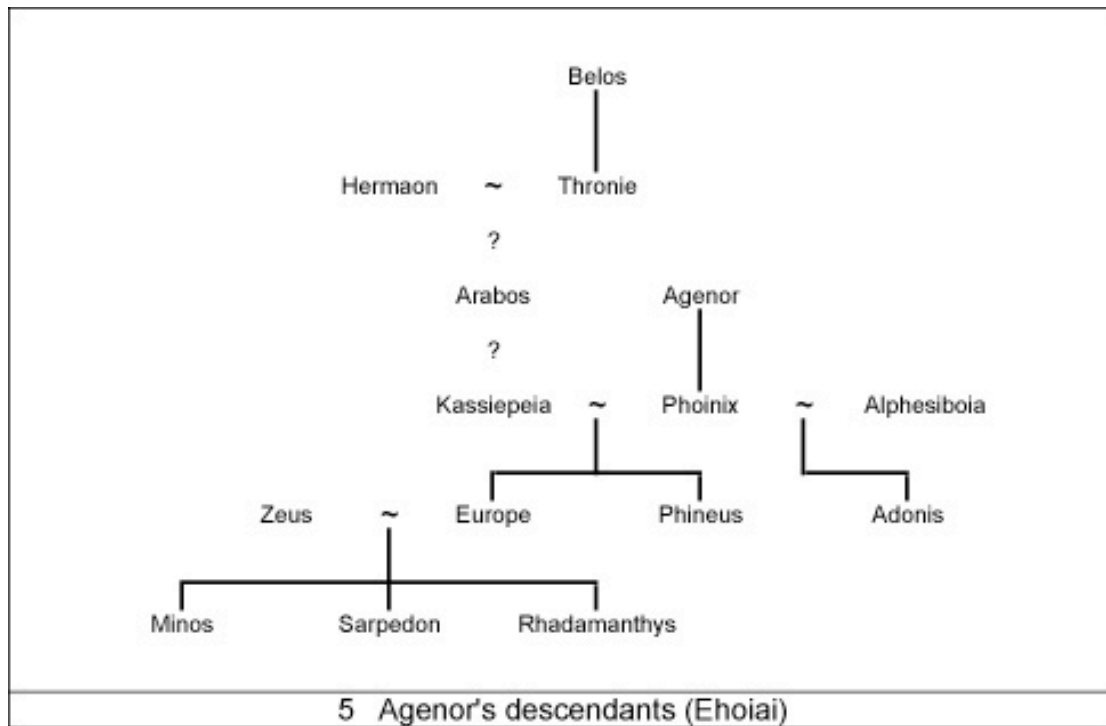 Belos
Hermaon ~ Thronie
?
Arabos Agenor
?
Kassiepeia ~ Phoinix ~ Alphesiboia
Zeus ~ Europe Phineus Adonis
Minos Sarpedon Rhadamanthys
5 Agenor's descendants (Ehoiai)